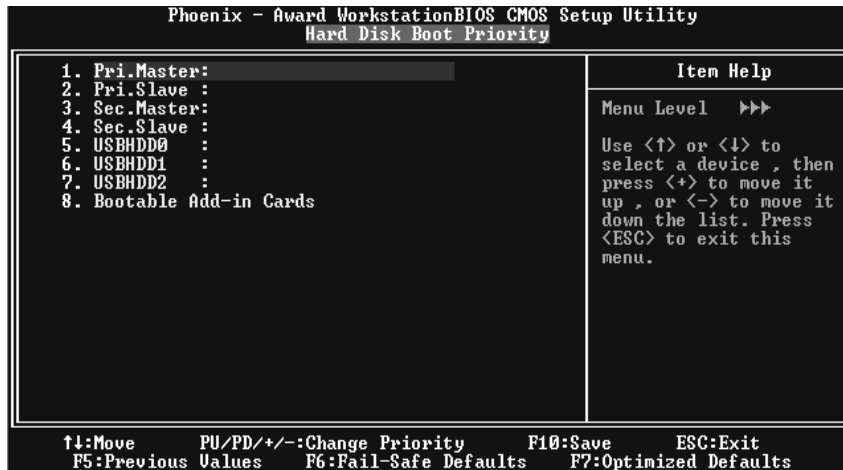 Phoenix - Award WorkstationBIOS CMOS Setup Utility
Hard Disk Boot Priority
1. Pri.Master:
2. Pri.Slave :
3. Sec.Master:
4. Sec.Slave :
5. USBHDD0 :
6. USBHDD1 :
7. USBHDD2 :
8. Bootable Add-in Cards
Item Help
Menu Level ▶▶▶
Use <↑> or <↓> to
select a device , then
press <+> to move it
up , or <-> to move it
down the list. Press
<ESC> to exit this
menu.
↑↓:Move PU/PD/+/-:Change Priority F10:Save ESC:Exit
F5:Previous Values F6:Fail-Safe Defaults F7:Optimized Defaults